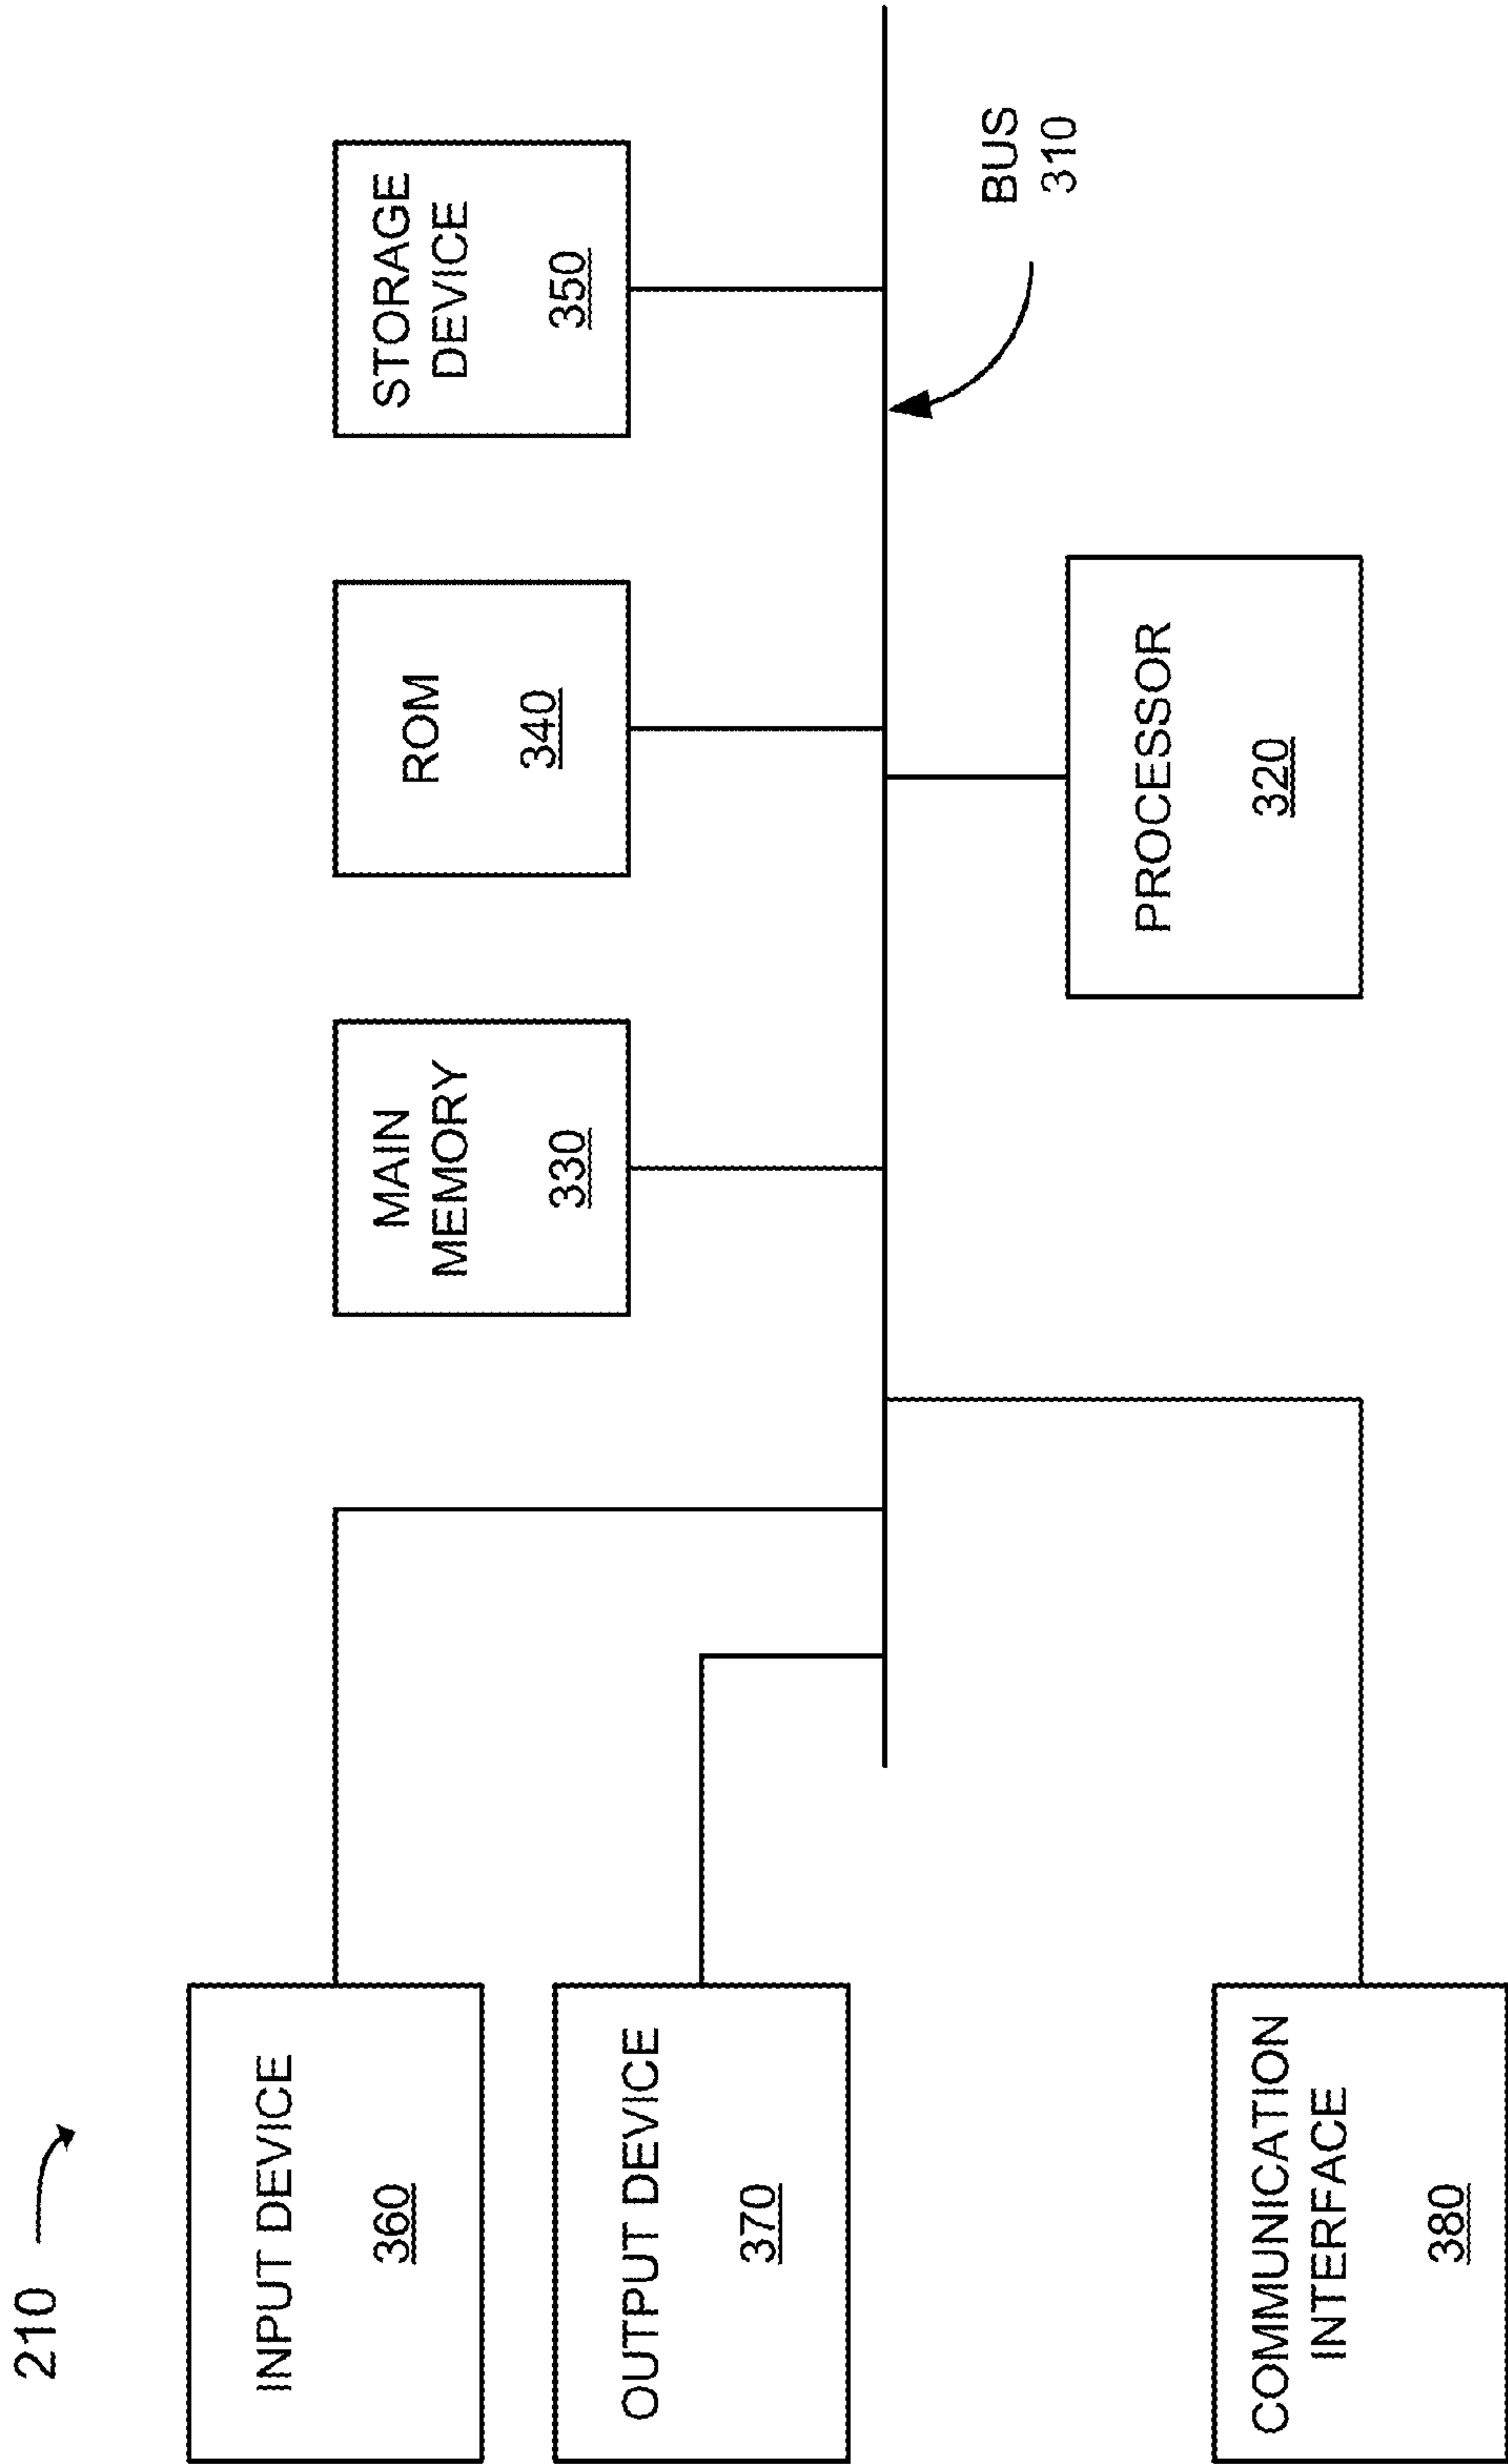 210
INPUT DEVICE
360
OUTPUT DEVICE
370
COMMUNICATION
INTERFACE
380
MAIN
MEMORY
330
ROM
340
STORAGE
DEVICE
350
PROCESSOR
320
BUS
310